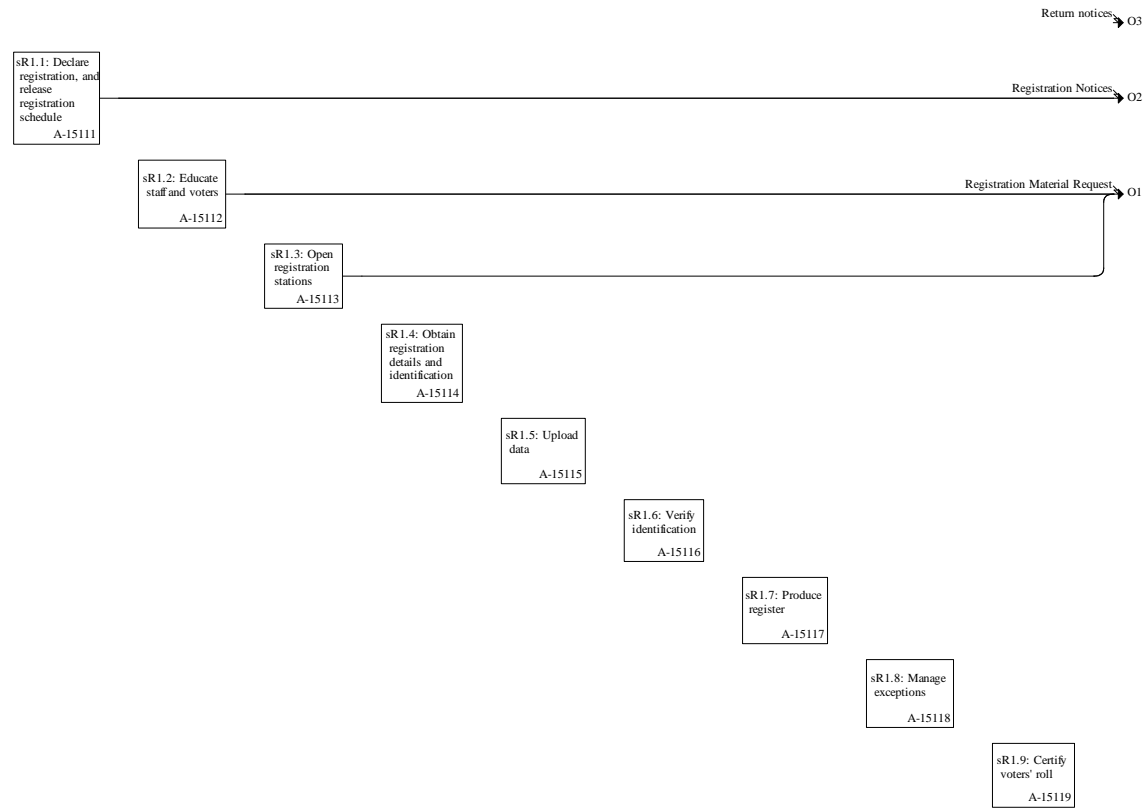 Return notices
O3
sR1.1: Declare
registration, and
release
registration
schedule
A-15111
Registration Notices
O2
sR1.2: Educate
staff and voters
A-15112
Registration Material Request
O1
sR1.3: Open
registration
stations
A-15113
sR1.4: Obtain
registration
details and
identification
A-15114
sR1.5: Upload
data
A-15115
sR1.6: Verify
identification
A-15116
sR1.7: Produce
register
A-15117
sR1.8: Manage
exceptions
A-15118
sR1.9: Certify
voters' roll
A-15119